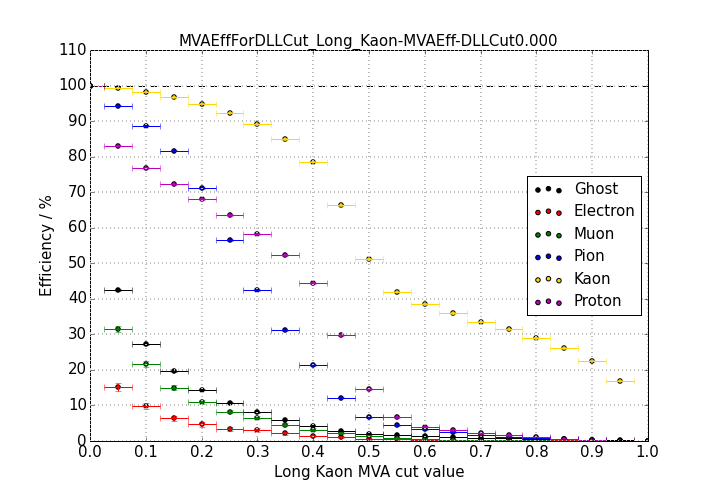 MVAEffForDLLCut_Long_Kaon-MVAEff-DLLCut0.000
110
100
90
80
70
60
50
40
30
20
10
0
Efficiency / %
Ghost
Electron
Muon
Pion
Kaon
Proton
0.0 0.1 0.2 0.3 0.4 0.5 0.6 0.7 0.8 0.9 1.0
Long Kaon MVA cut value